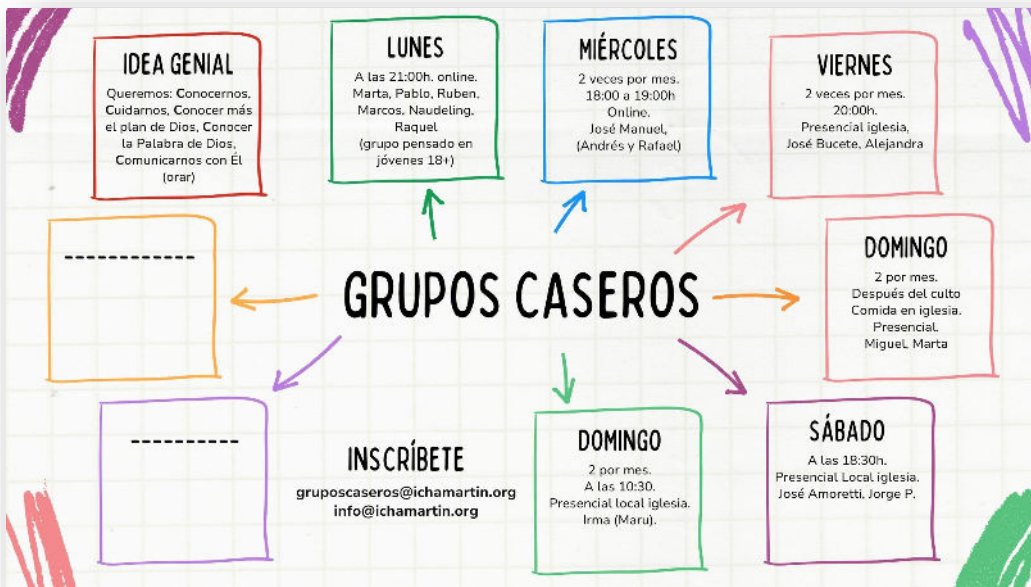 IDEA GENIAL
Queremos: Conocernos,
Cuidarnos, Conocer más
el plan de Dios, Conocer
la Palabra de Dios,
Comunicarnos con Él
(orar)
LUNES
A las 21:00h. online.
Marta, Pablo, Ruben,
Marcos, Naudeling,
Raquel
(grupo pensado en
jóvenes 18+)
MIÉRCOLES
2 veces por mes.
18:00 a 19:00h
Online.
José Manuel,
(Andrés y Rafael)
VIERNES
2 veces por mes.
20:00h.
Presencial iglesia,
José Bucete, Alejandra
GRUPOS CASEROS
DOMINGO
2 por mes.
Después del culto
Comida en iglesia.
Presencial.
Miguel, Marta
INSCRÍBETE
gruposcaseros@ichamartin.org
info@ichamartin.org
DOMINGO
2 por mes.
A las 10:30.
Presencial local iglesia.
Irma (Maru).
SÁBADO
A las 18:30h.
Presencial Local iglesia.
José Amoretti, Jorge P.